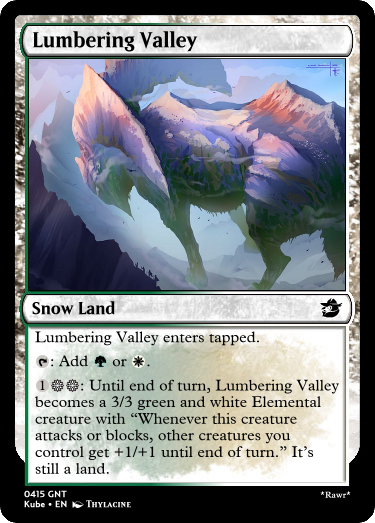 Lumbering Valley
Snow Land
Lumbering Valley enters tapped.
: Add or .
1 : Until end of turn, Lumbering Valley
becomes a 3/3 green and white Elemental
creature with “Whenever this creature
attacks or blocks, other creatures you
control get +1/+1 until end of turn.” It’s
still a land.
0415 GNT
Kube • EN Thylacine
*Rawr*